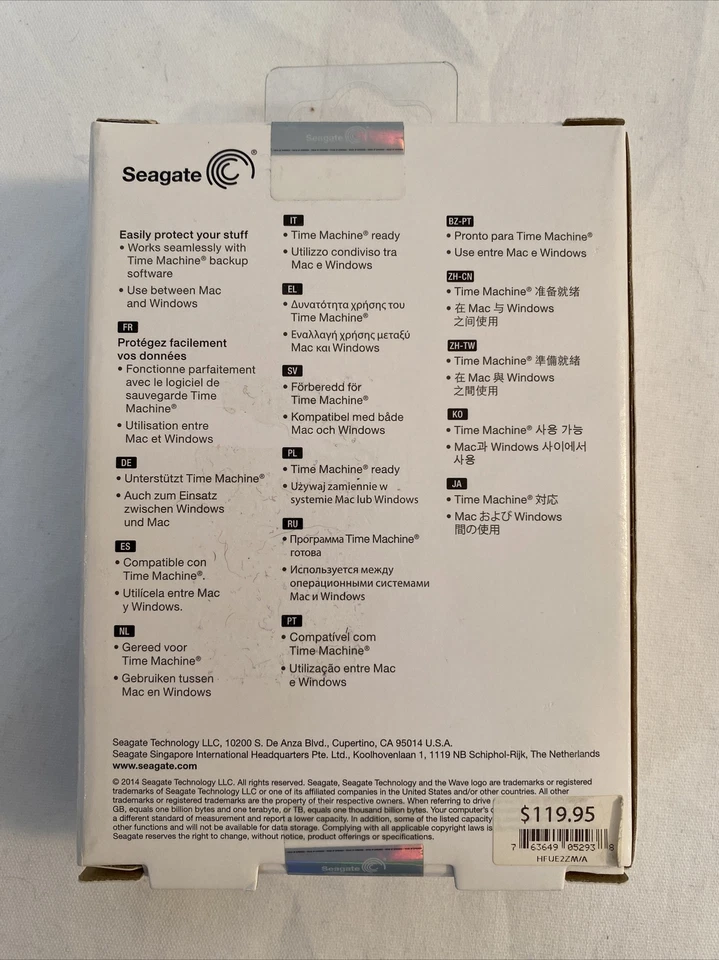 Seagate
Seagate®
Easily protect your stuff
• Works seamlessly with
Time Machine® backup
software
• Use between Mac
and Windows
FR
Protégez facilement
vos données
• Fonctionne parfaitement
avec le logiciel de
sauvegarde Time
Machine®
• Utilisation entre
Mac et Windows
DE
• Unterstützt Time Machine®
• Auch zum Einsatz
zwischen Windows
und Mac
ES
• Compatible con
Time Machine®.
• Utilícela entre Mac
y Windows.
NL
• Gereed voor
Time Machine®
• Gebruiken tussen
Mac en Windows
IT
• Time Machine® ready
• Utilizzo condiviso tra
Mac e Windows
EL
• Δυνατότητα χρήσης του
Time Machine®
• Εναλλαγή χρήσης μεταξύ
Mac και Windows
SV
• Förberedd för
Time Machine®
• Kompatibel med både
Mac och Windows
PL
• Time Machine® ready
• Używaj zamiennie w
systemie Mac lub Windows
RU
• Программа Time Machine®
готова
• Используется между
операционными системами
Mac и Windows
PT
• Compatível com
Time Machine®
• Utilização entre Mac
e Windows
BZ-PT
• Pronto para Time Machine®
• Use entre Mac e Windows
ZH-CN
• Time Machine® 准备就绪
• 在 Mac 与 Windows
之间使用
ZH-TW
• Time Machine® 準備就緒
• 在 Mac 與 Windows
之間使用
KO
• Time Machine® 사용 가능
• Mac과 Windows 사이에서
사용
JA
• Time Machine® 対応
• Mac および Windows
間の使用
Seagate Technology LLC, 10200 S. De Anza Blvd., Cupertino, CA 95014 U.S.A.
Seagate Singapore International Headquarters Pte. Ltd., Koolhovenlaan 1, 1119 NB Schiphol-Rijk, The Netherlands
www.seagate.com
© 2014 Seagate Technology LLC. All rights reserved. Seagate, Seagate Technology and the Wave logo are trademarks or registered
trademarks of Seagate Technology LLC or one of its affiliated companies in the United States and/or other countries. All other
trademarks or registered trademarks are the property of their respective owners. When referring to drive
GB, equals one billion bytes and one terabyte, or TB, equals one thousand billion bytes. Your computer's
a different standard of measurement and report a lower capacity. In addition, some of the listed capacity
other functions and will not be available for data storage. Complying with all applicable copyright laws is
Seagate reserves the right to change, without notice, product offerings or specifications.
$119.95
7 63649 05293 8
HFUE2ZM/A
Seagate